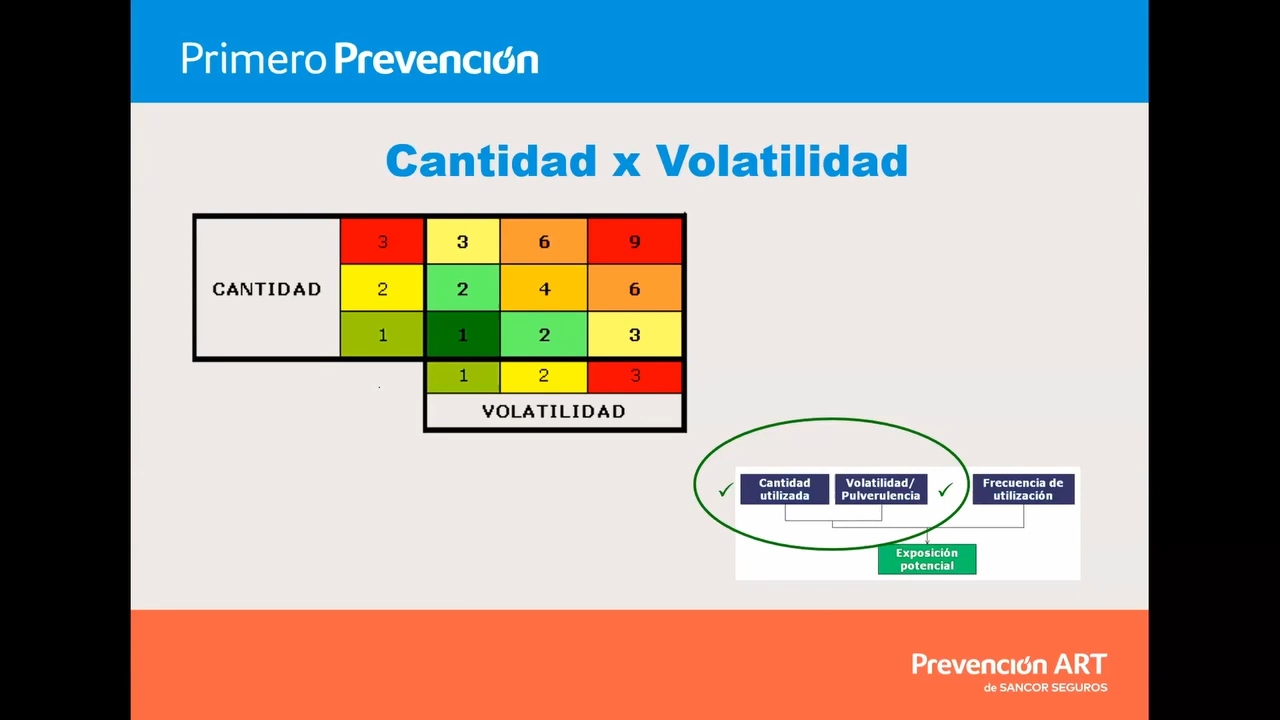 Primero Prevención
Cantidad x Volatilidad
3 3 6 9
CANTIDAD 2 2 4 6
1 1 2 3
1 2 3
VOLATILIDAD
Cantidad
utilizada
Volatilidad/
Pulverulencia
Frecuencia de
utilización
Exposición
potencial
Prevención ART
de SANCOR SEGUROS